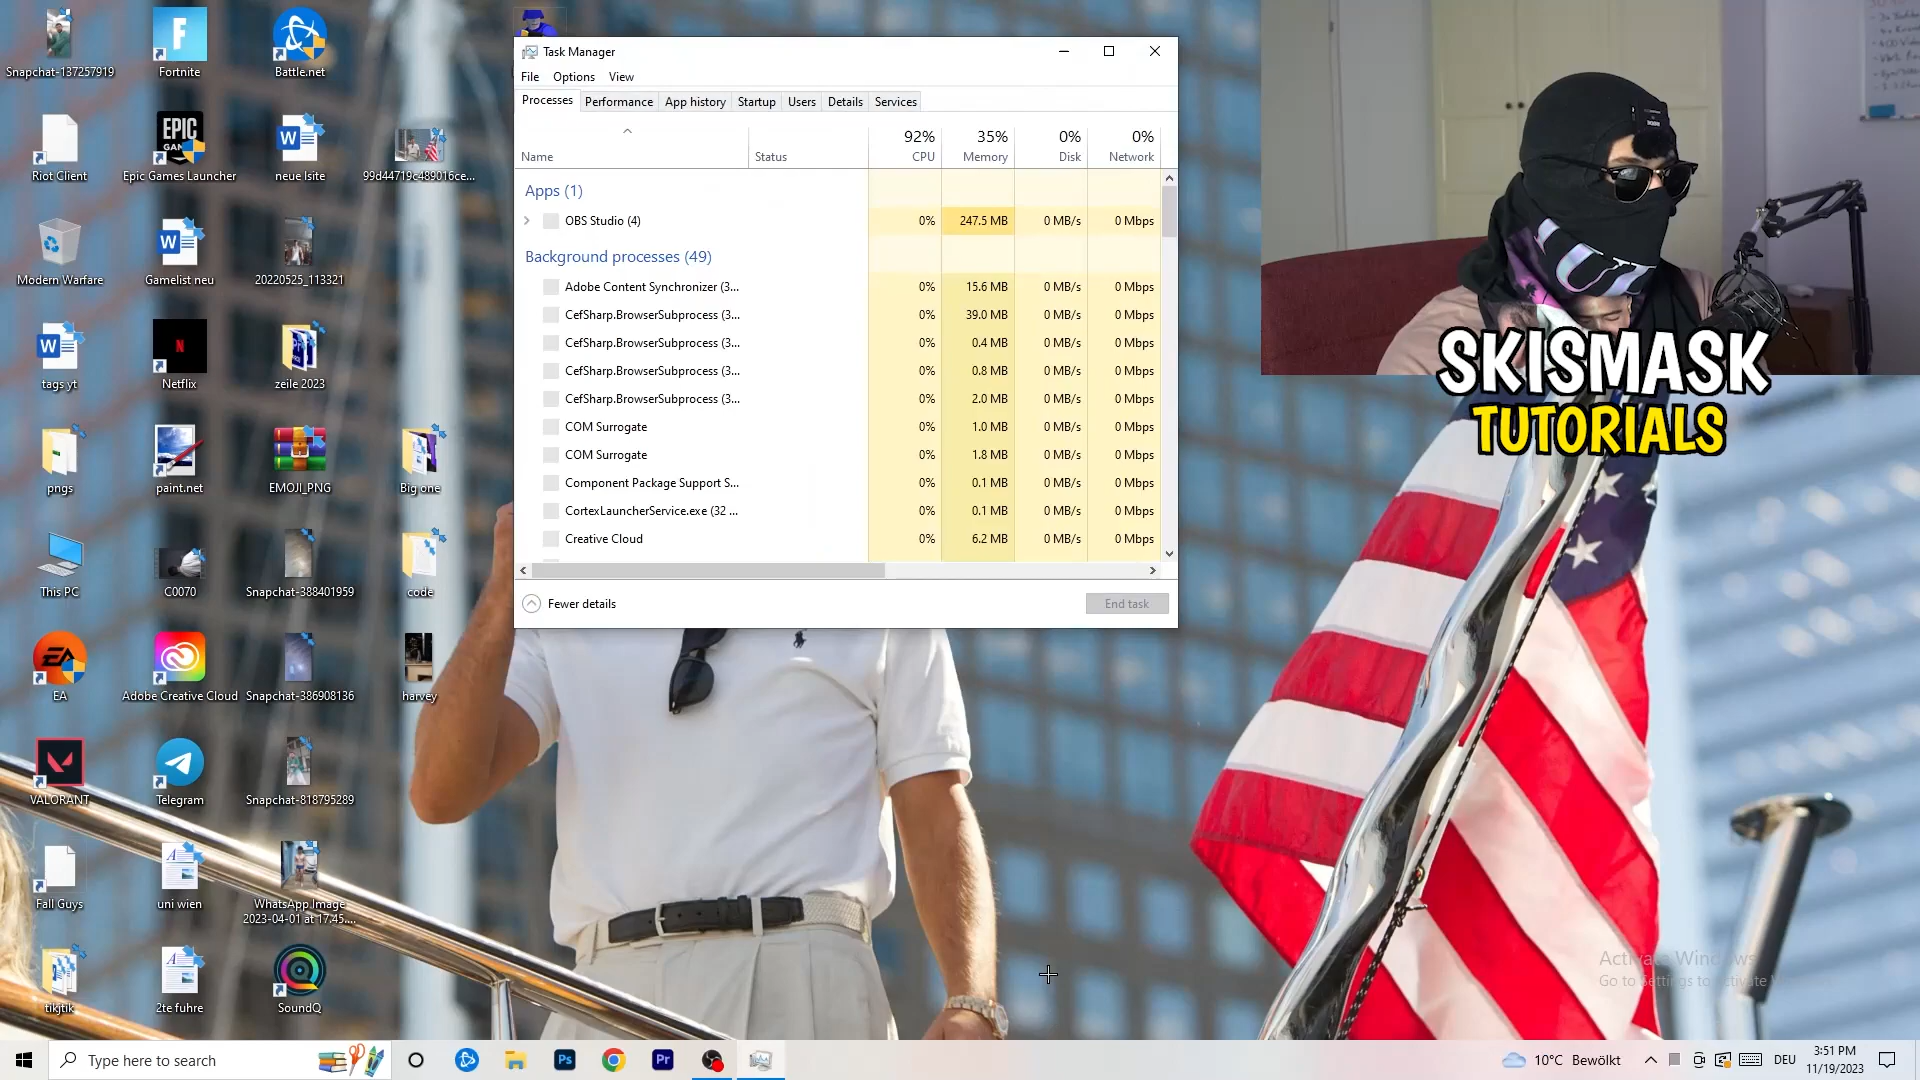 Snapchat-137257919
Fortnite
Battle.net
Riot Client
EPIC
Epic Games Launcher
neue lsite
99d44719c489016ce...
Modern Warfare
Gamelist neu
20220525_113321
tags yt
Netflix
zeile 2023
pngs
paint.net
EMOJI_PNG
Big one
This PC
C0070
Snapchat-388401959
code
EA
Adobe Creative Cloud
Snapchat-386908136
harvey
VALORANT
Telegram
Snapchat-818795289
Fall Guys
uni wien
WhatsApp Image
2023-04-01 at 17.45....
tikjtik
2te fuhre
SoundQ
Task Manager
File Options View
Processes Performance App history Startup Users Details Services
92% 35% 0% 0%
Name Status CPU Memory Disk Network
Apps (1)
OBS Studio (4) 0% 247.5 MB 0 MB/s 0 Mbps
Background processes (49)
Adobe Content Synchronizer (3... 0% 15.6 MB 0 MB/s 0 Mbps
CefSharp.BrowserSubprocess (3... 0% 39.0 MB 0 MB/s 0 Mbps
CefSharp.BrowserSubprocess (3... 0% 0.4 MB 0 MB/s 0 Mbps
CefSharp.BrowserSubprocess (3... 0% 0.8 MB 0 MB/s 0 Mbps
CefSharp.BrowserSubprocess (3... 0% 2.0 MB 0 MB/s 0 Mbps
COM Surrogate 0% 1.0 MB 0 MB/s 0 Mbps
COM Surrogate 0% 1.8 MB 0 MB/s 0 Mbps
Component Package Support S... 0% 0.1 MB 0 MB/s 0 Mbps
CortexLauncherService.exe (32 ... 0% 0.1 MB 0 MB/s 0 Mbps
Creative Cloud 0% 6.2 MB 0 MB/s 0 Mbps
Fewer details End task
SKISMASK
TUTORIALS
Activate Windows
Go to Settings to activate
Type here to search
Ps
Pr
10°C Bewölkt
DEU
3:51 PM
11/19/2023